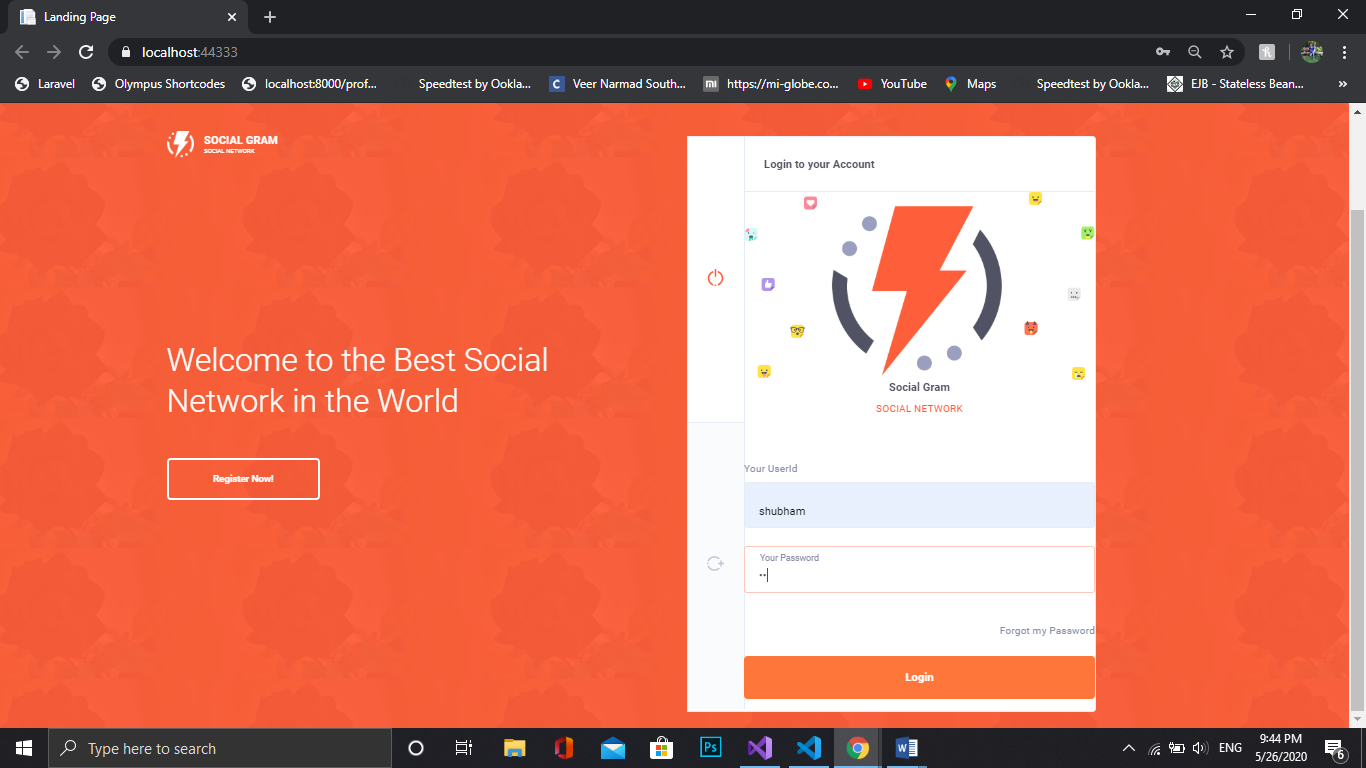 Landing Page
localhost:44333
Laravel
Olympus Shortcodes
localhost:8000/prof...
Speedtest by Ookla...
Veer Narmad South...
https://mi-globe.co...
YouTube
Maps
Speedtest by Ookla...
EJB - Stateless Bean...
»
SOCIAL GRAM
SOCIAL NETWORK
Welcome to the Best Social
Network in the World
Register Now!
Login to your Account
Social Gram
SOCIAL NETWORK
Your UserId
shubham
Your Password
••
Forgot my Password
Login
Type here to search
ENG
9:44 PM
5/26/2020
6